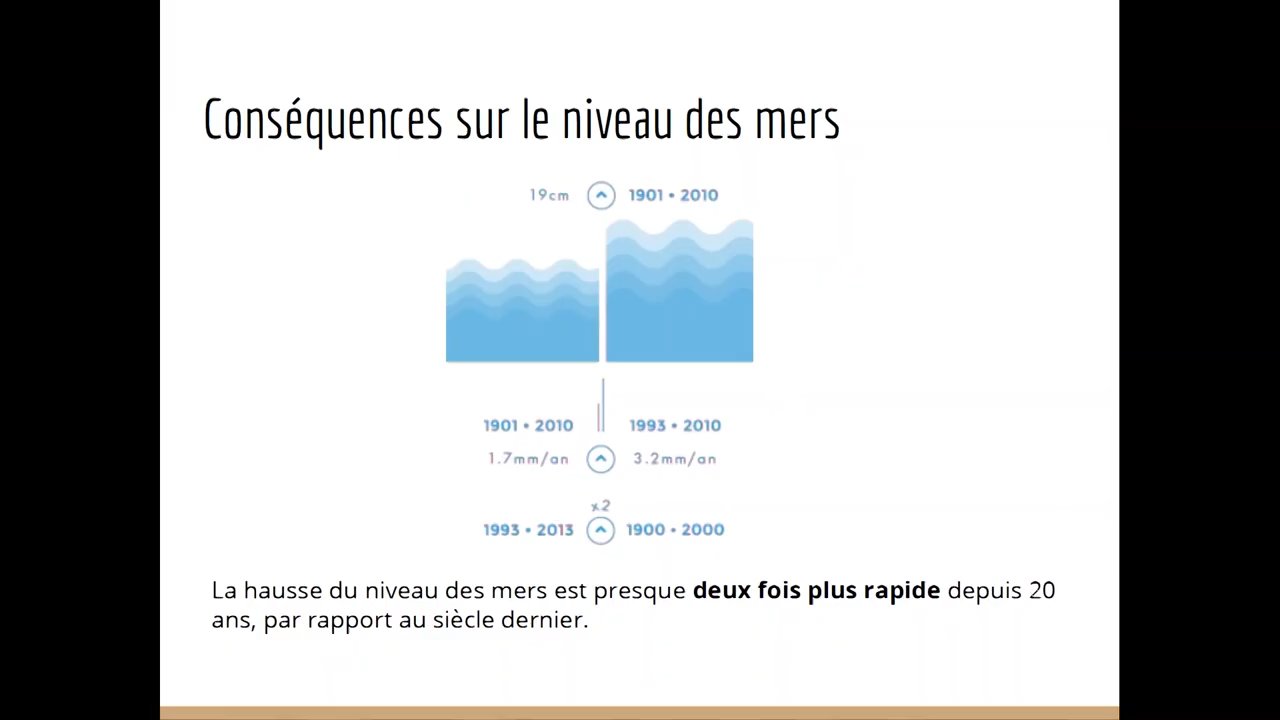 Conséquences sur le niveau des mers
19cm 1901 • 2010
1901 • 2010 1993 • 2010
1.7mm/an 3.2mm/an
x2
1993 • 2013 1900 • 2000
La hausse du niveau des mers est presque deux fois plus rapide depuis 20
ans, par rapport au siècle dernier.